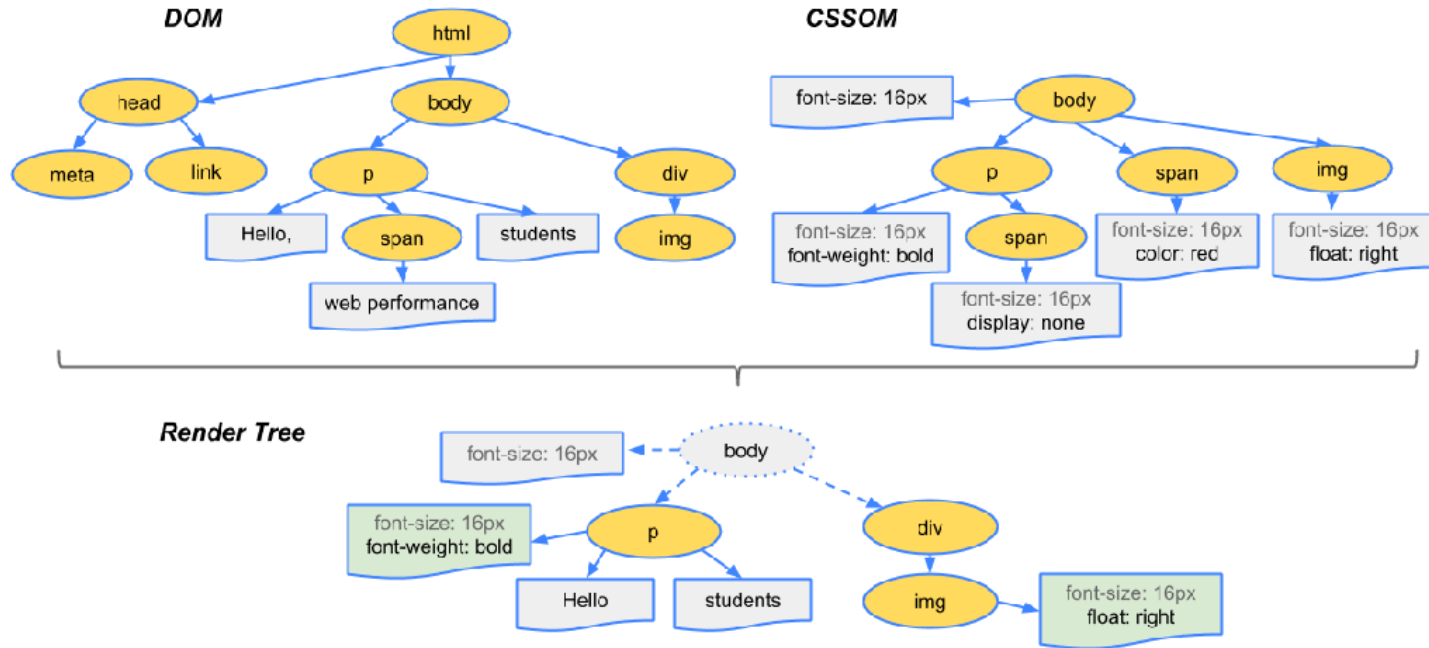 DOM
CSSOM
html
head
body
font-size: 16px
body
meta
link
p
div
p
span
img
Hello,
span
students
img
font-size: 16px
font-weight: bold
span
font-size: 16px
color: red
font-size: 16px
float: right
web performance
font-size: 16px
display: none
Render Tree
font-size: 16px
body
font-size: 16px
font-weight: bold
p
div
Hello
students
img
font-size: 16px
float: right